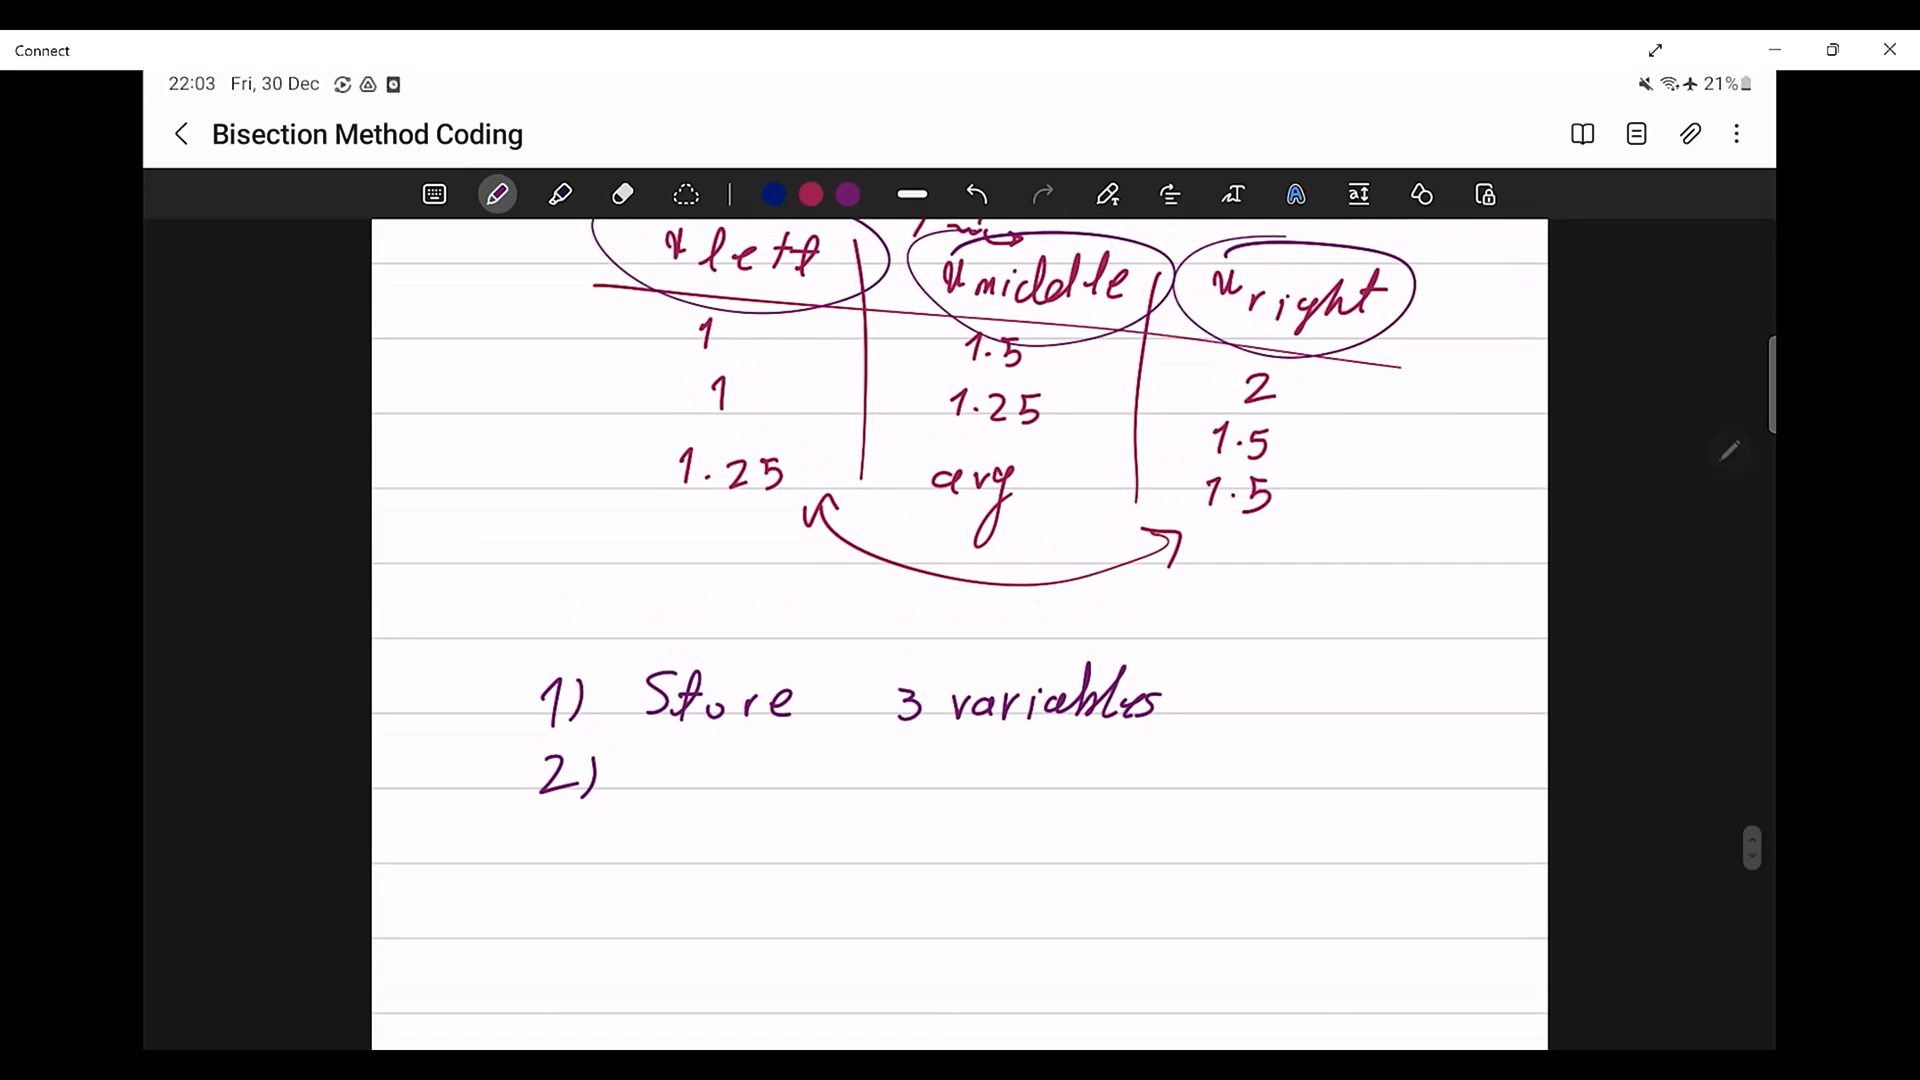 Connect
22:03 Fri, 30 Dec 21%
Bisection Method Coding
x left x middle x right
1 1.5 2
1 1.25 1.5
1.25 avg 1.5
1) Store 3 variables
2)